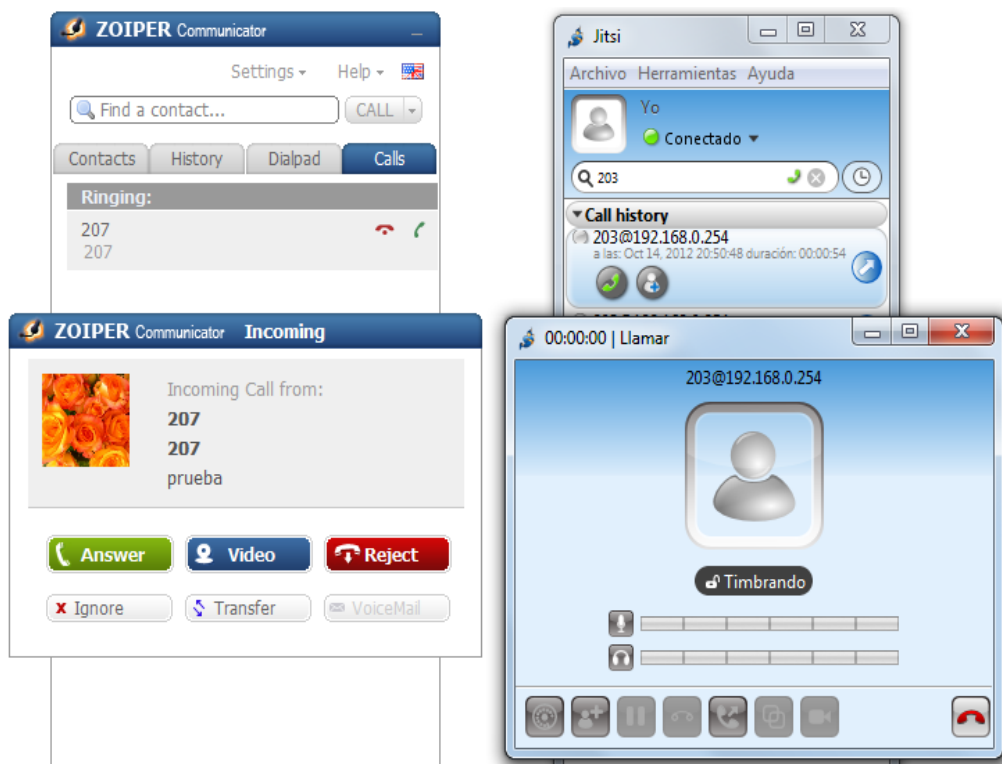 ZOIPER Communicator
Settings
Help
Find a contact...
CALL
Contacts
History
Dialpad
Calls
Ringing:
207
207
ZOIPER Communicator Incoming
Incoming Call from:
207
207
prueba
Answer
Video
Reject
Ignore
Transfer
VoiceMail
Jitsi
Archivo Herramientas Ayuda
Yo
Conectado
203
Call history
203@192.168.0.254
a las: Oct 14, 2012 20:50:48 duración: 00:00:54
00:00:00 | Llamar
203@192.168.0.254
Timbrando